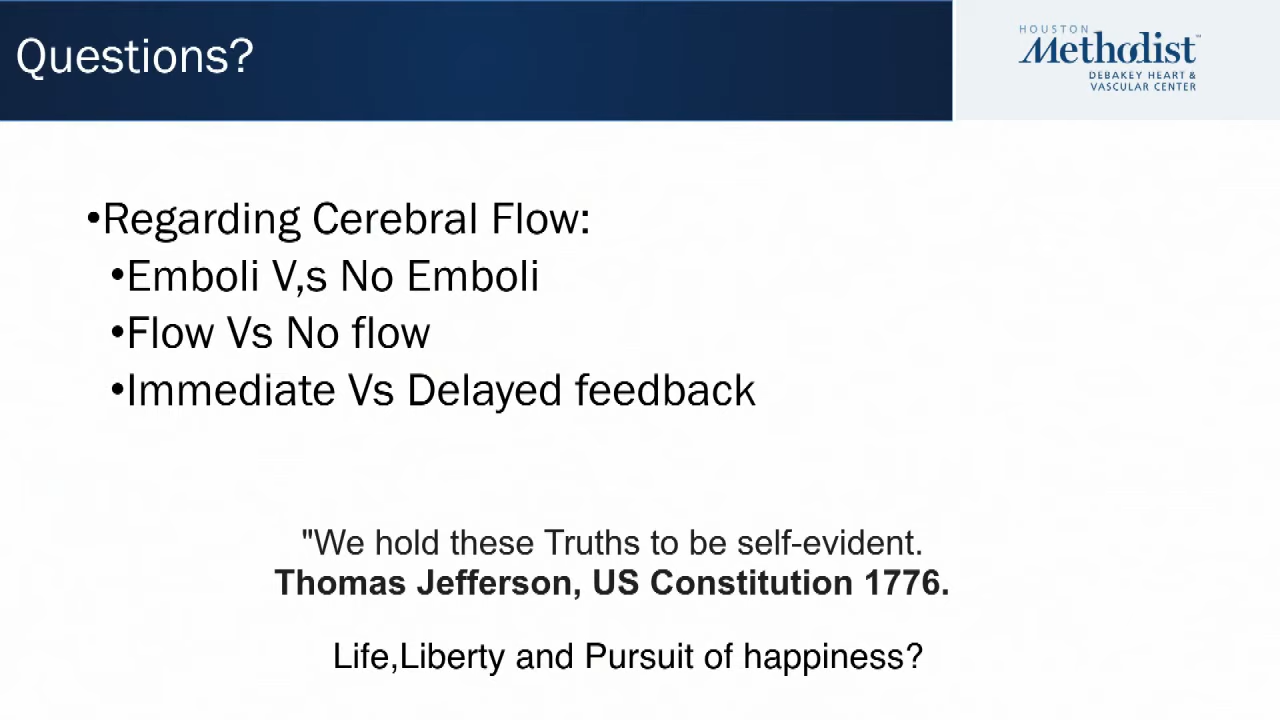 Questions?
HOUSTON
Methodist
DEBAKEY HEART &
VASCULAR CENTER
•Regarding Cerebral Flow:
•Emboli V,s No Emboli
•Flow Vs No flow
•Immediate Vs Delayed feedback
"We hold these Truths to be self-evident.
Thomas Jefferson, US Constitution 1776.
Life,Liberty and Pursuit of happiness?